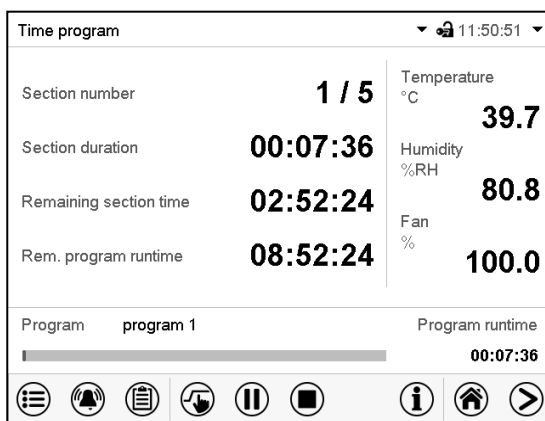 Time program 11:50:51
Section number 1 / 5
Section duration 00:07:36
Remaining section time 02:52:24
Rem. program runtime 08:52:24
Temperature
°C
39.7
Humidity
%RH
80.8
Fan
%
100.0
Program program 1 Program runtime
00:07:36